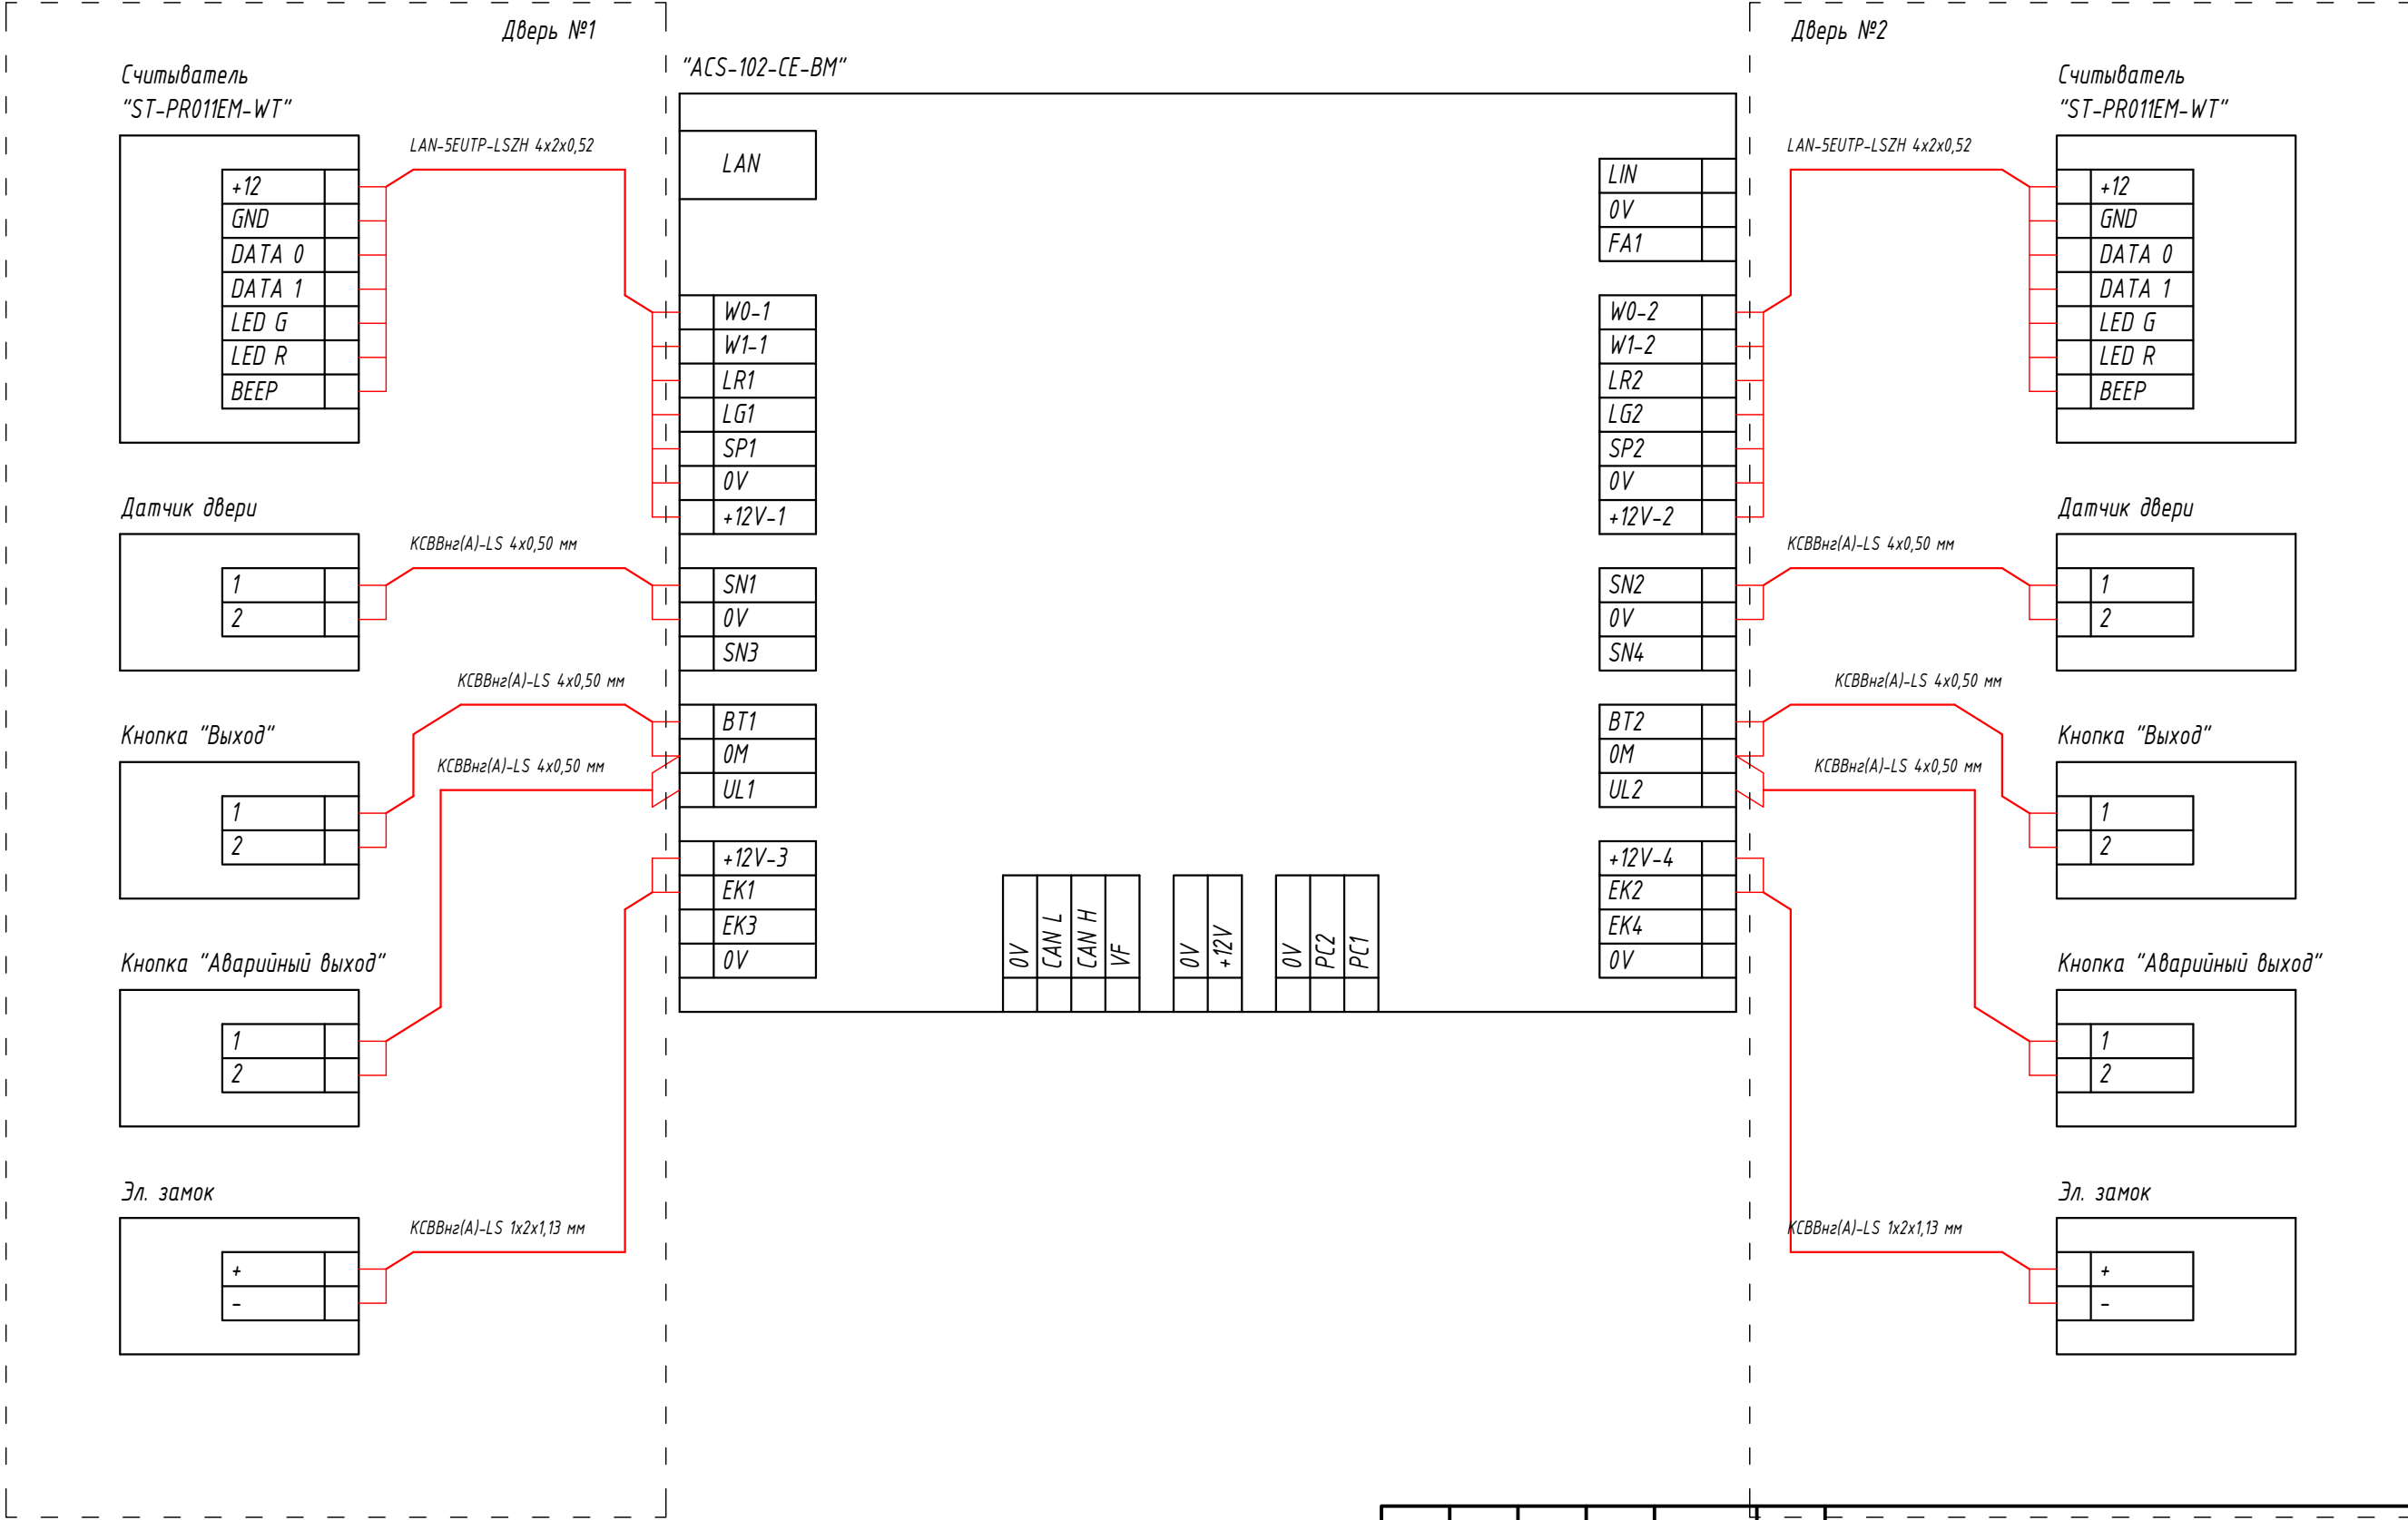 Дверь №1
Считыватель
"ST-PR011EM-WT"
LAN-5EUTP-LSZH 4x2x0,52
+12
GND
DATA 0
DATA 1
LED G
LED R
BEEP
Датчик двери
КСВВнг(А)-LS 4x0,50 мм
1
2
КСВВнг(А)-LS 4x0,50 мм
Кнопка "Выход"
КСВВнг(А)-LS 4x0,50 мм
1
2
Кнопка "Аварийный выход"
1
2
Эл. замок
КСВВнг(А)-LS 1x2x1,13 мм
+
-
"ACS-102-CE-BM"
LAN
W0-1
W1-1
LR1
LG1
SP1
0V
+12V-1
SN1
0V
SN3
BT1
0M
UL1
+12V-3
EK1
EK3
0V
0V
CAN L
CAN H
VF
0V
+12V
0V
PC2
PC1
LIN
0V
FA1
W0-2
W1-2
LR2
LG2
SP2
0V
+12V-2
SN2
0V
SN4
BT2
0M
UL2
+12V-4
EK2
EK4
0V
Дверь №2
Считыватель
"ST-PR011EM-WT"
LAN-5EUTP-LSZH 4x2x0,52
+12
GND
DATA 0
DATA 1
LED G
LED R
BEEP
Датчик двери
КСВВнг(А)-LS 4x0,50 мм
1
2
КСВВнг(А)-LS 4x0,50 мм
Кнопка "Выход"
КСВВнг(А)-LS 4x0,50 мм
1
2
Кнопка "Аварийный выход"
1
2
Эл. замок
КСВВнг(А)-LS 1x2x1,13 мм
+
-